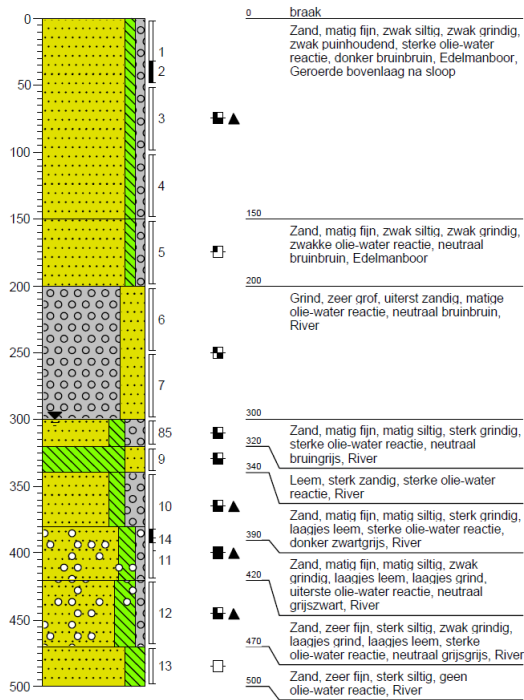 0
50
100
150
200
250
300
350
400
450
500
1
2
3
4
5
6
7
85
9
10
14
11
12
13
0 braak
Zand, matig fijn, zwak siltig, zwak grindig,
zwak puinhoudend, sterke olie-water
reactie, donker bruinbruin, Edelmanboor,
Geroerde bovenlaag na sloop
150
Zand, matig fijn, zwak siltig, zwak grindig,
zwakke olie-water reactie, neutraal
bruinbruin, Edelmanboor
200
Grind, zeer grof, uiterst zandig, matige
olie-water reactie, neutraal bruinbruin,
River
300
Zand, matig fijn, matig siltig, sterk grindig,
sterke olie-water reactie, neutraal
bruingrijs, River
320
Leem, sterk zandig, sterke olie-water
reactie, River
340
Zand, matig fijn, matig siltig, sterk grindig,
laagjes leem, sterke olie-water reactie,
donker zwartgrijs, River
390
Zand, matig fijn, matig siltig, zwak
grindig, laagjes leem, laagjes grind,
uiterste olie-water reactie, neutraal
grijszwart, River
420
Zand, zeer fijn, sterk siltig, zwak grindig,
laagjes grind, laagjes leem, sterke
olie-water reactie, neutraal grijsgrijs, River
470
Zand, zeer fijn, sterk siltig, geen
olie-water reactie, River
500